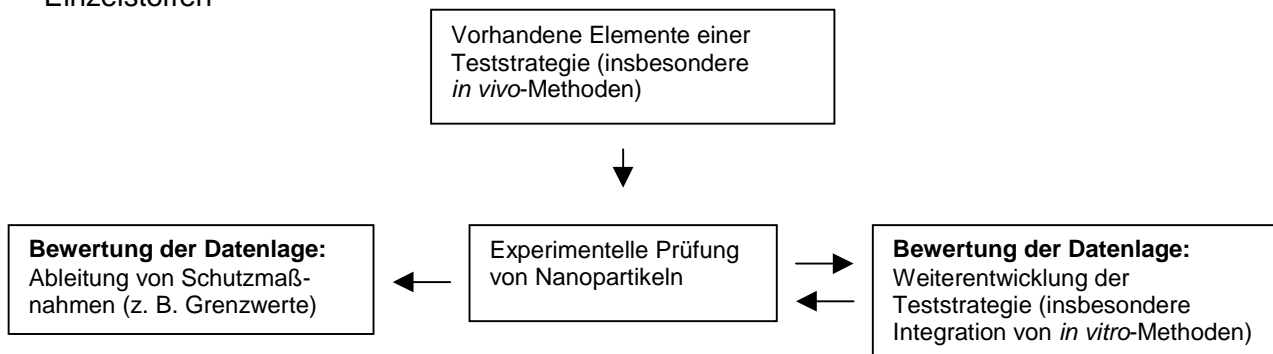 Einzelstoffen
Vorhandene Elemente einer
Teststrategie (insbesondere
in vivo-Methoden)
Bewertung der Datenlage:
Ableitung von Schutzmaß-
nahmen (z. B. Grenzwerte)
Experimentelle Prüfung
von Nanopartikeln
Bewertung der Datenlage:
Weiterentwicklung der
Teststrategie (insbesondere
Integration von in vitro-Methoden)